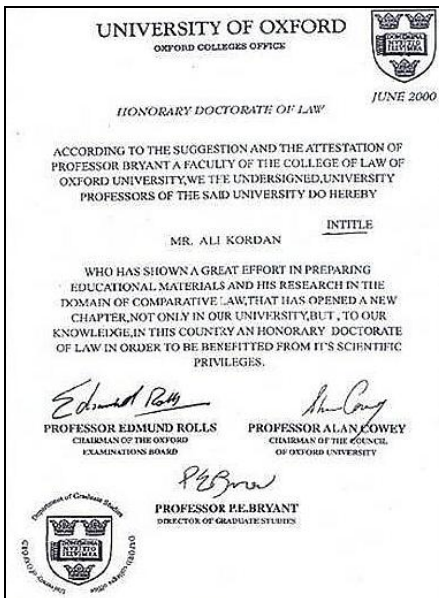 UNIVERSITY OF OXFORD
OXFORD COLLEGES OFFICE
JUNE 2000
HONORARY DOCTORATE OF LAW
ACCORDING TO THE SUGGESTION AND THE ATTESTATION OF
PROFESSOR BRYANT A FACULTY OF THE COLLEGE OF LAW OF
OXFORD UNIVERSITY,WE THE UNDERSIGNED,UNIVERSITY
PROFESSORS OF THE SAID UNIVERSITY DO HEREBY
INTITLE
MR. ALI KORDAN
WHO HAS SHOWN A GREAT EFFORT IN PREPARING
EDUCATIONAL MATERIALS AND HIS RESEARCH IN THE
DOMAIN OF COMPARATIVE LAW,THAT HAS OPENED A NEW
CHAPTER,NOT ONLY IN OUR UNIVERSITY,BUT , TO OUR
KNOWLEDGE,IN THIS COUNTRY AN HONORARY DOCTORATE
OF LAW IN ORDER TO BE BENEFITTED FROM IT'S SCIENTIFIC
PRIVILEGES.
PROFESSOR EDMUND ROLLS
CHAIRMAN OF THE OXFORD
EXAMINATIONS BOARD
PROFESSOR ALAN COWEY
CHAIRMAN OF THE COUNCIL
OF OXFORD UNIVERSITY
PROFESSOR P.E.BRYANT
DIRECTOR OF GRADUATE STUDIES
Department of Graduate Studies